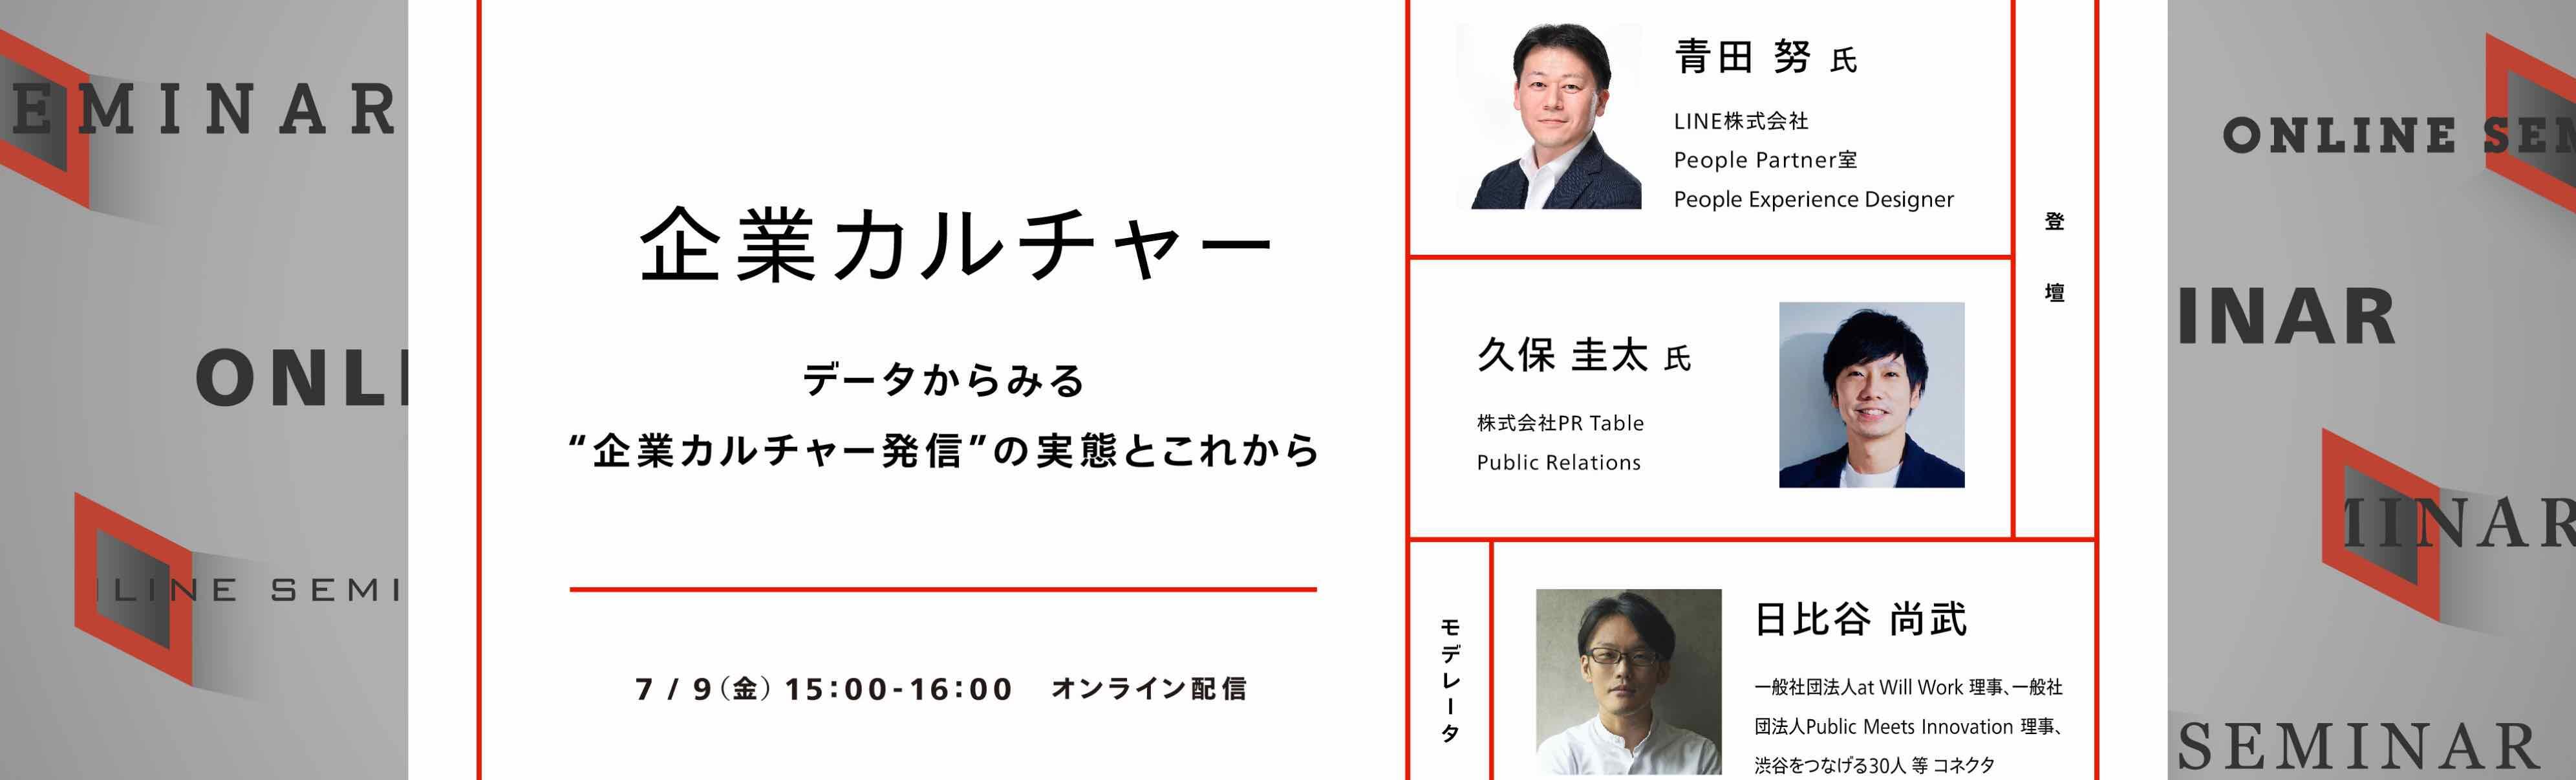 EMINAR
ONLI
LINE SEMI
企業カルチャー
データからみる
“企業カルチャー発信”の実態とこれから
7 / 9（金）15:00-16:00 オンライン配信
青田 努 氏
LINE株式会社
People Partner室
People Experience Designer
登壇
久保 圭太 氏
株式会社PR Table
Public Relations
モデレータ
日比谷 尚武
一般社団法人at Will Work 理事、一般社
団法人Public Meets Innovation 理事、
渋谷をつなげる30人 等 コネクタ
ONLINE SEM
INAR
MINAR
SEMINAR